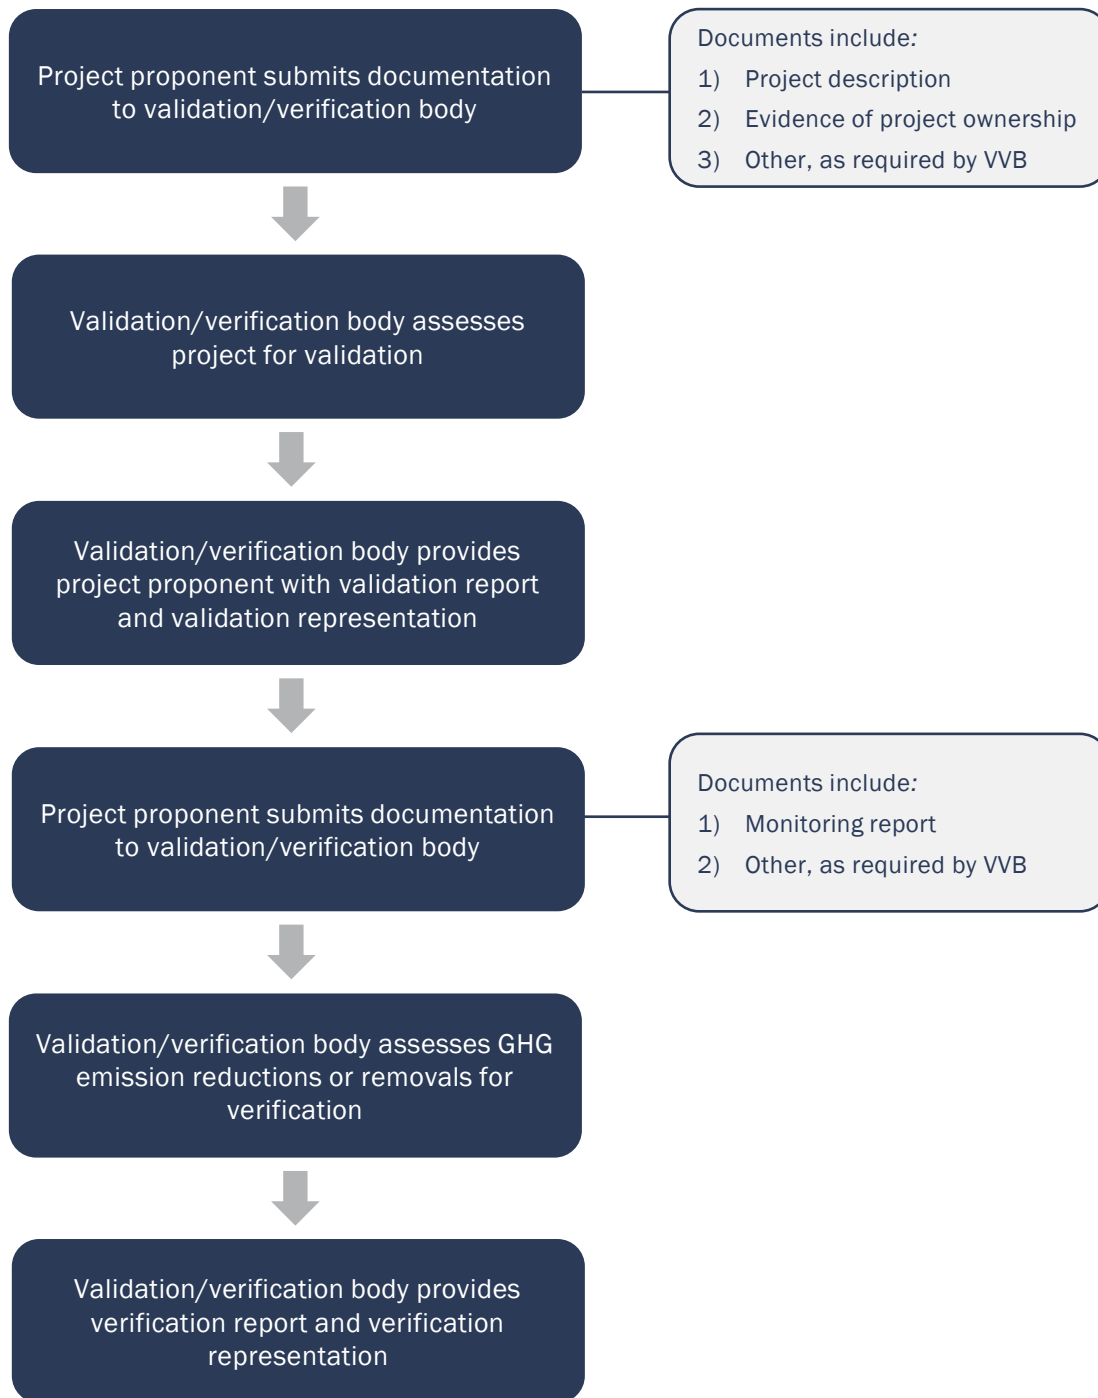 Project proponent submits documentation
to validation/verification body
Documents include:
1) Project description
2) Evidence of project ownership
3) Other, as required by VVB
Validation/verification body assesses
project for validation
Validation/verification body provides
project proponent with validation report
and validation representation
Project proponent submits documentation
to validation/verification body
Documents include:
1) Monitoring report
2) Other, as required by VVB
Validation/verification body assesses GHG
emission reductions or removals for
verification
Validation/verification body provides
verification report and verification
representation